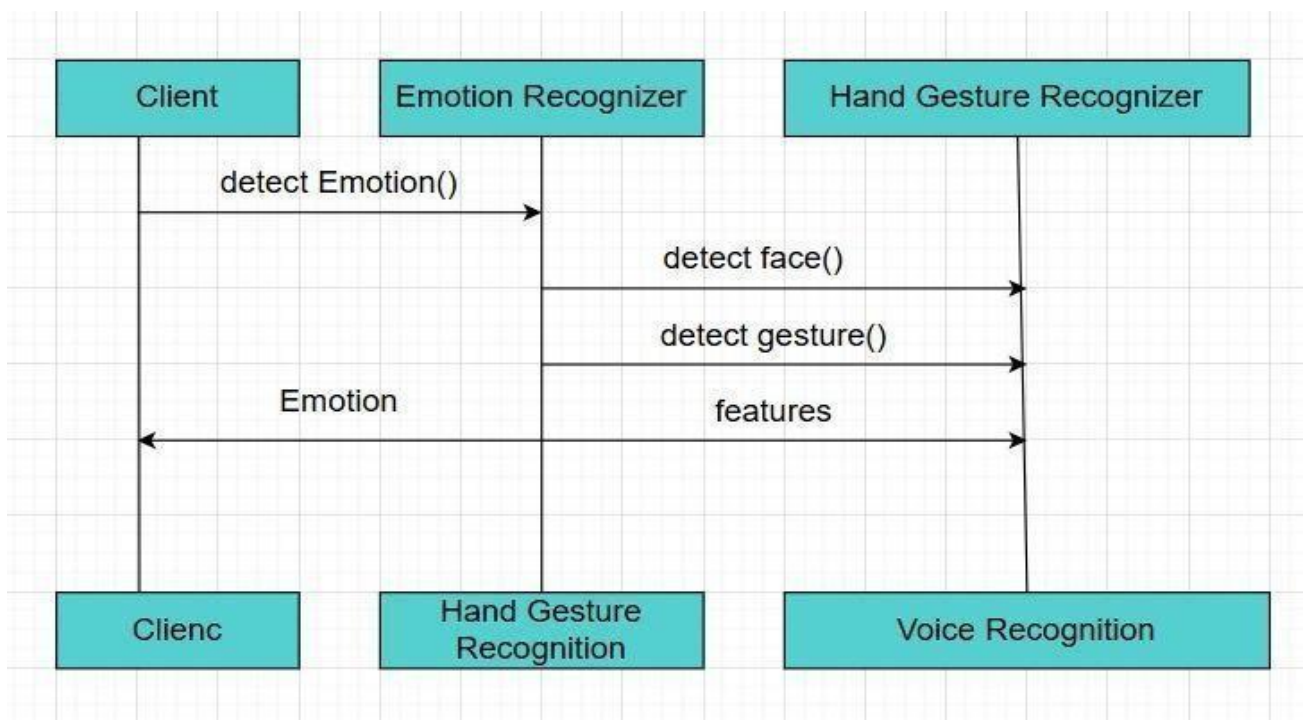 Client
Emotion Recognizer
Hand Gesture Recognizer
detect Emotion()
detect face()
detect gesture()
Emotion
features
Clienc
Hand Gesture
Recognition
Voice Recognition